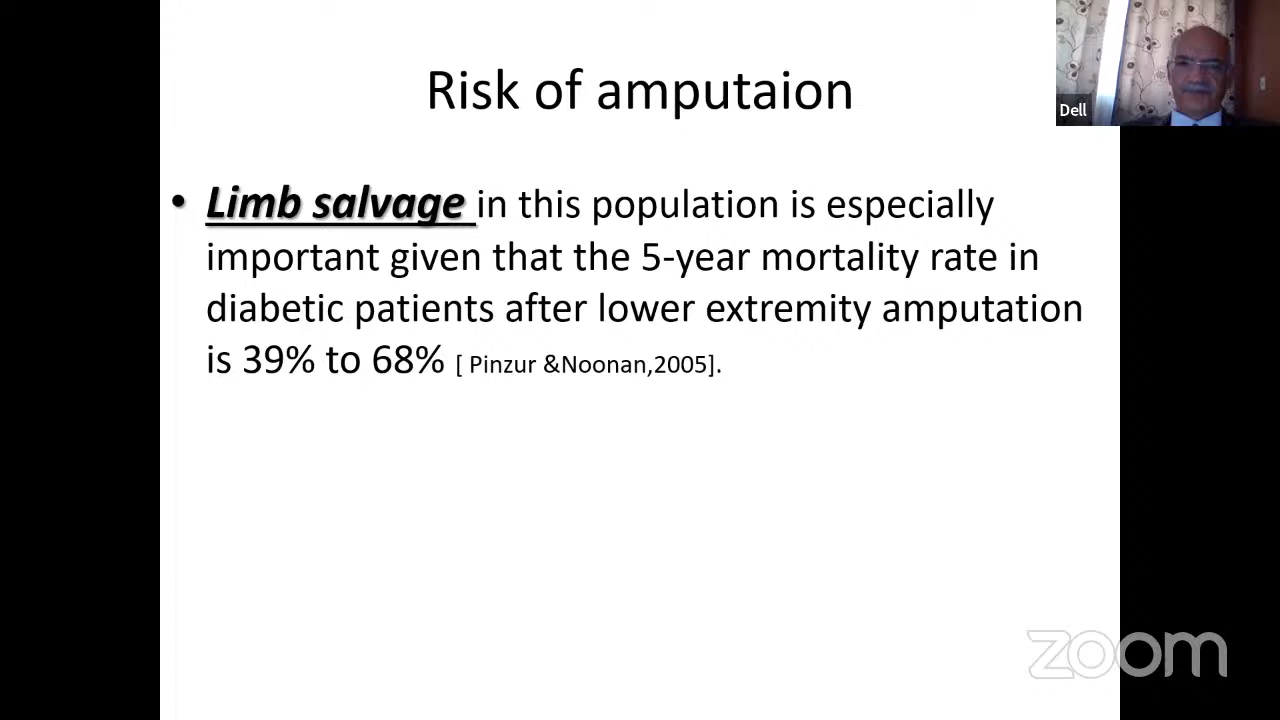 Risk of amputaion
Dell
• Limb salvage in this population is especially
important given that the 5-year mortality rate in
diabetic patients after lower extremity amputation
is 39% to 68% [ Pinzur &Noonan,2005].
zoom